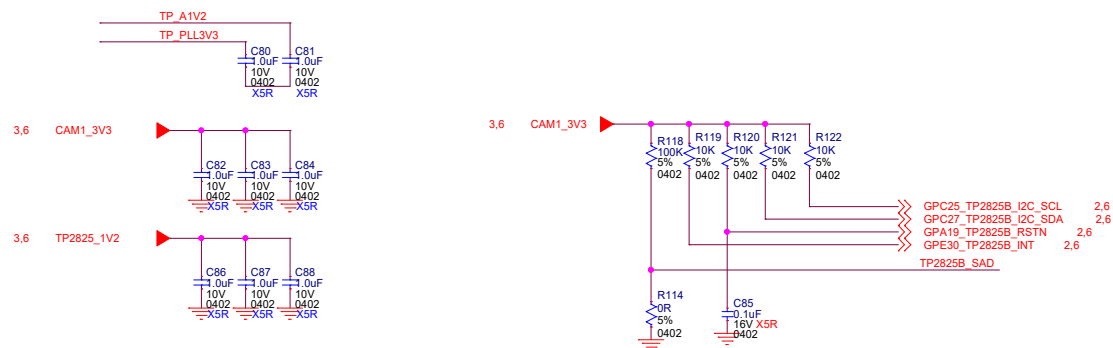 TP_A1V2
TP_PLL3V3
C80 C81
1.0uF 1.0uF
10V 10V
0402 0402
X5R X5R
3,6 CAM1_3V3
C82 C83 C84
1.0uF 1.0uF 1.0uF
10V 10V 10V
0402 0402 0402
X5R X5R X5R
3,6 TP2825_1V2
C86 C87 C88
1.0uF 1.0uF 1.0uF
10V 10V 10V
0402 0402 0402
X5R X5R X5R
3,6 CAM1_3V3
R118 R119 R120 R121 R122
100K 10K 10K 10K 10K
5% 5% 5% 5% 5%
0402 0402 0402 0402 0402
GPC25_TP2825B_I2C_SCL 2,6
GPC27_TP2825B_I2C_SDA 2,6
GPA19_TP2825B_RSTN 2,6
GPE30_TP2825B_INT 2,6
TP2825B_SAD
R114
0R
5%
0402
C85
0.1uF
16V X5R
0402